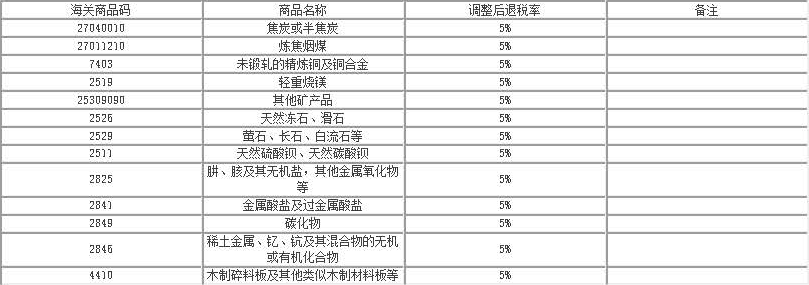 海关商品码 商品名称 调整后退税率 备注
27040010 焦炭或半焦炭 5%
27011210 炼焦烟煤 5%
7403 未锻轧的精炼铜及铜合金 5%
2519 轻重烧镁 5%
25309090 其他矿产品 5%
2526 天然冻石、滑石 5%
2529 萤石、长石、白流石等 5%
2511 天然硫酸钡、天然碳酸钡 5%
2825 肼、胲及其无机盐，其他金属氧化物等 5%
2841 金属酸盐及过金属酸盐 5%
2849 碳化物 5%
2846 稀土金属、钇、钪及其混合物的无机或有机化合物 5%
4410 木制碎料板及其他类似木制材料板等 5%